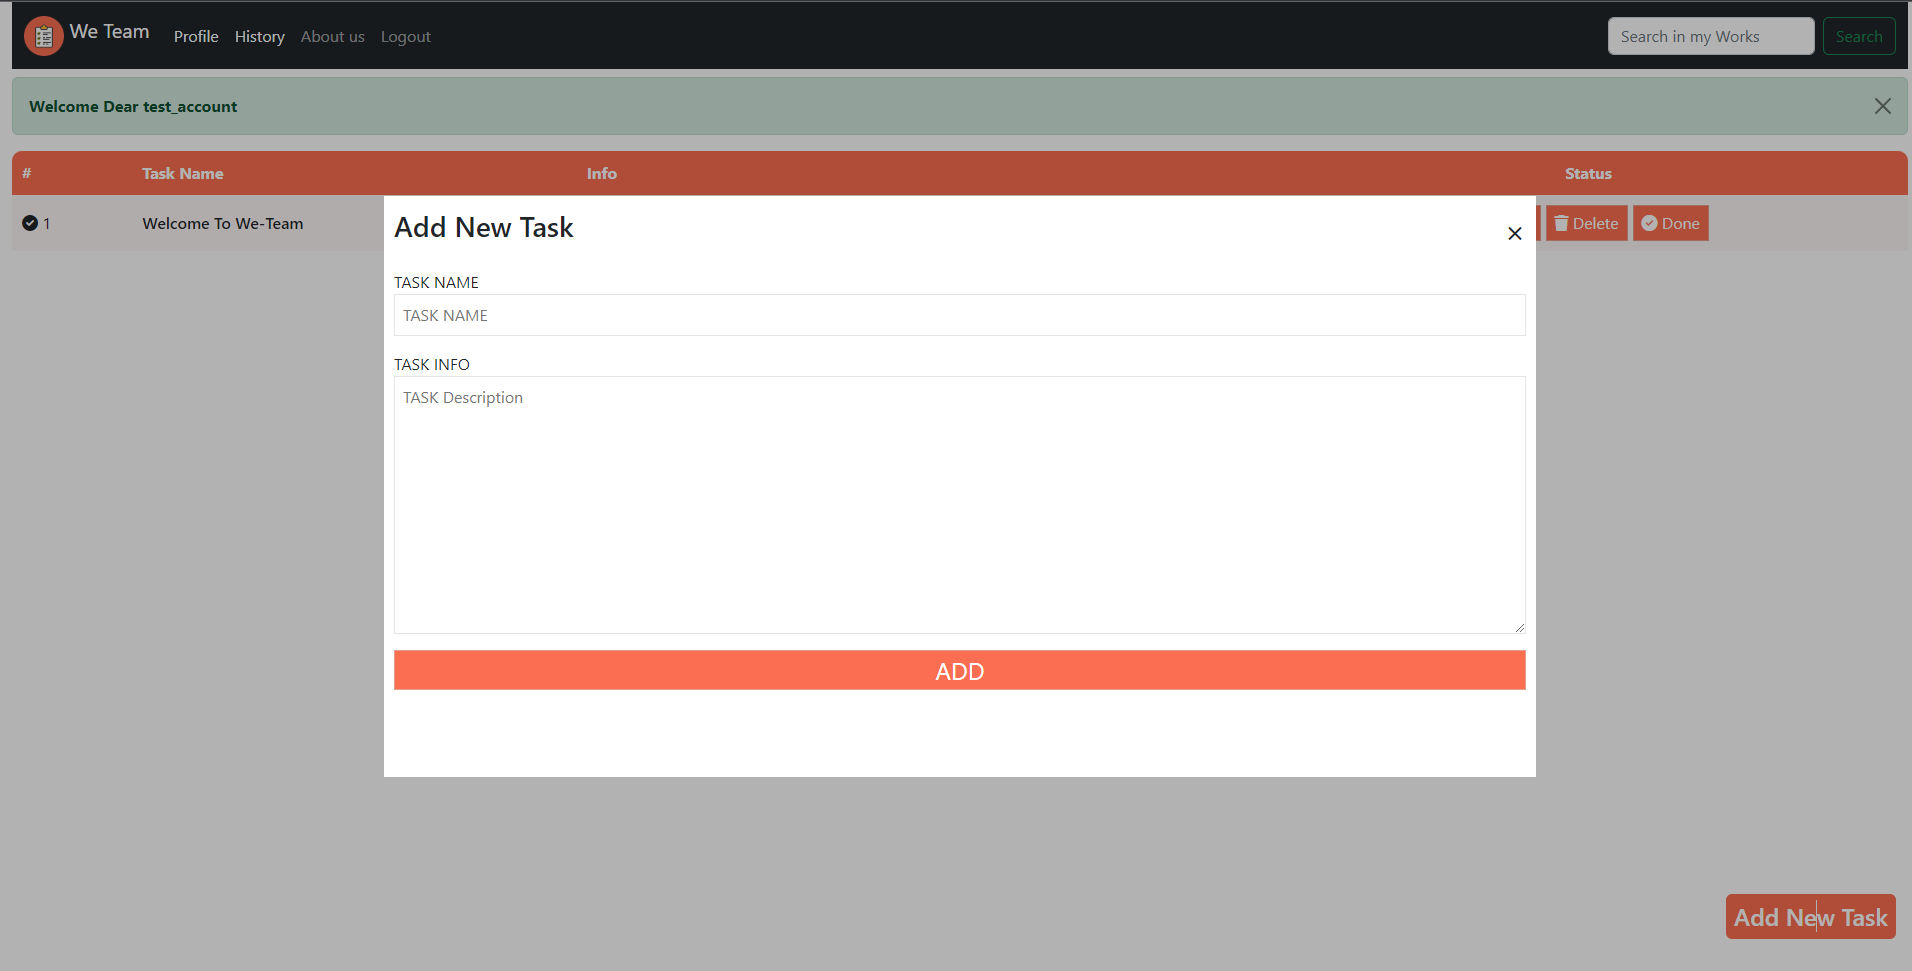 We Team Profile History About us Logout Search in my Works Search
Welcome Dear test_account
# Task Name Info Status
1 Welcome To We-Team Delete Done
Add New Task
TASK NAME
TASK NAME
TASK INFO
TASK Description
ADD
Add New Task